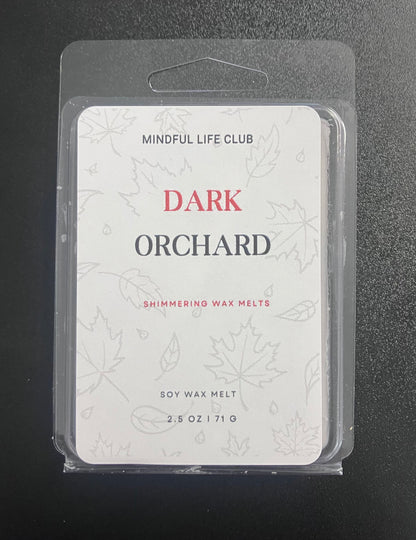 MINDFUL LIFE CLUB
DARK
ORCHARD
SHIMMERING WAX MELTS
SOY WAX MELT
2.5 OZ | 71 G